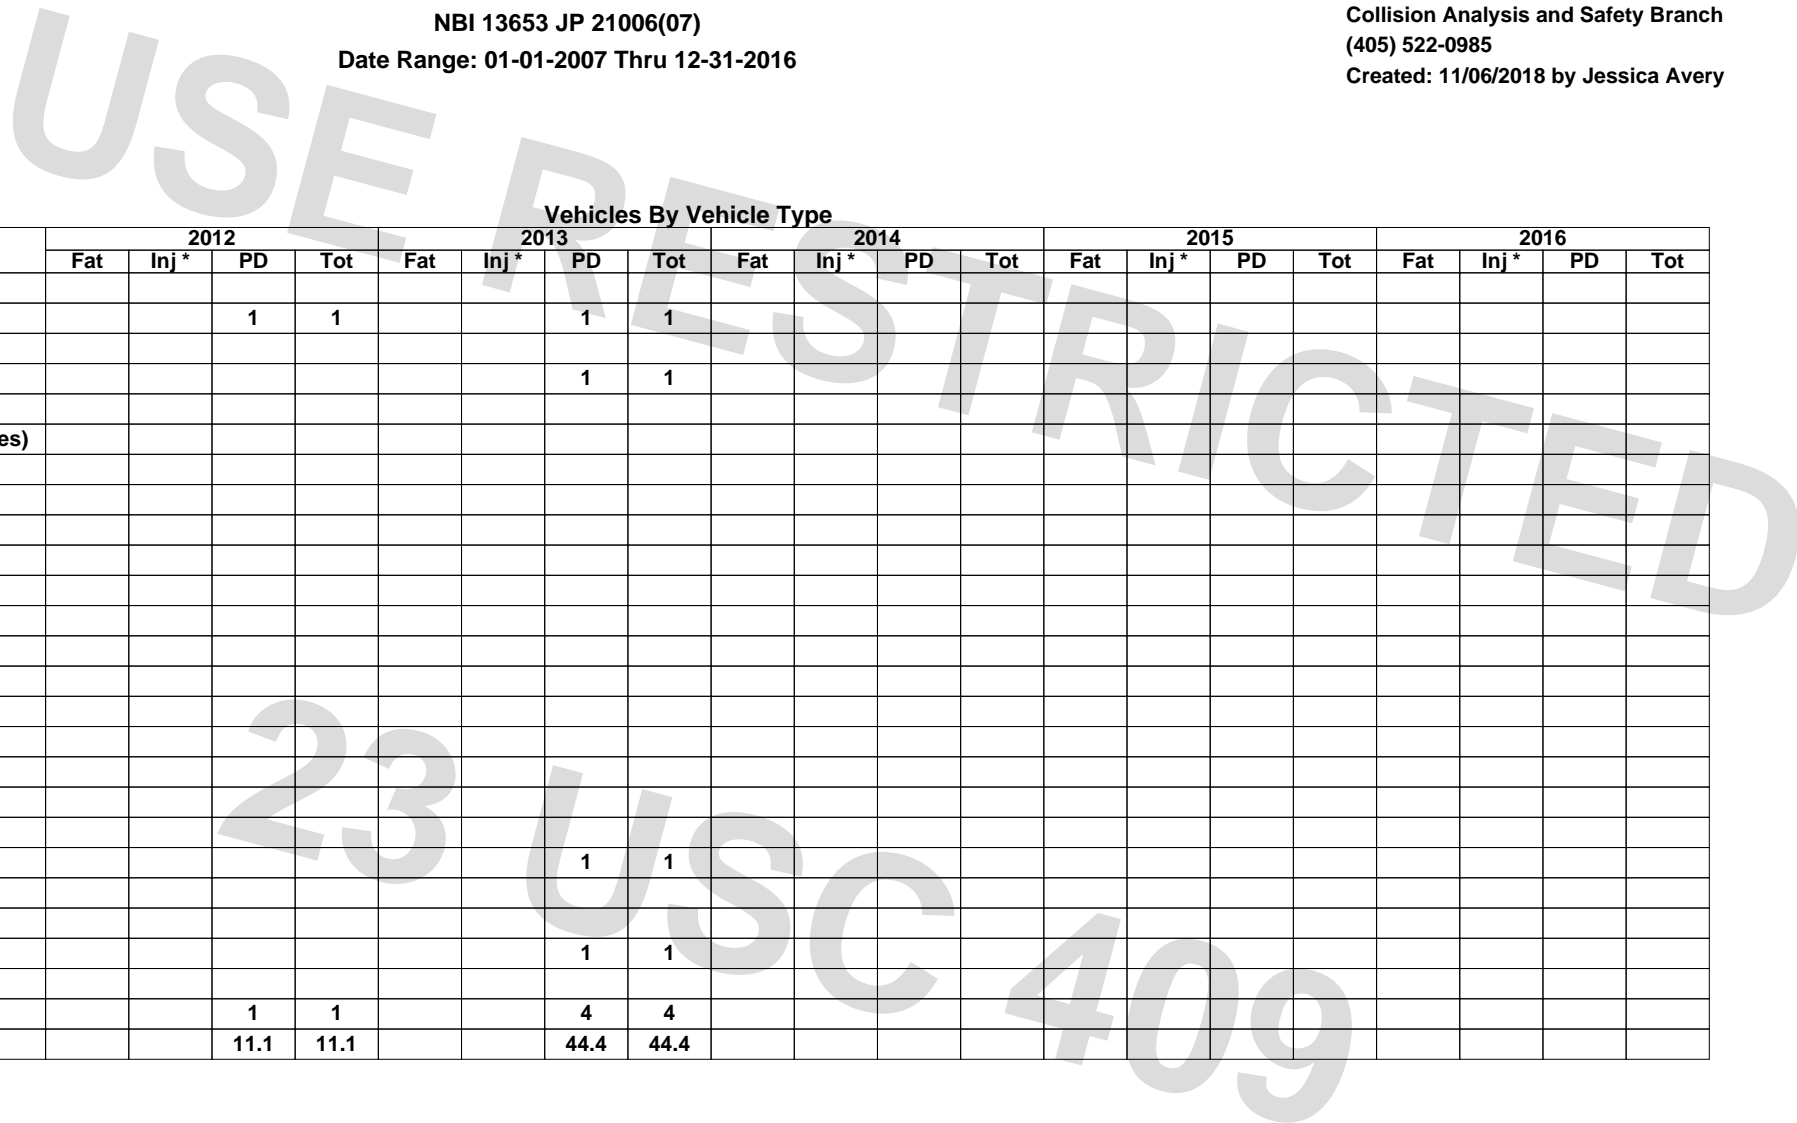 NBI 13653 JP 21006(07)
Date Range: 01-01-2007 Thru 12-31-2016
Collision Analysis and Safety Branch
(405) 522-0985
Created: 11/06/2018 by Jessica Avery
USE RESTRICTED
Vehicles By Vehicle Type
2012 2013 2014 2015 2016
Fat Inj * PD Tot Fat Inj * PD Tot Fat Inj * PD Tot Fat Inj * PD Tot Fat Inj * PD Tot
1 1 1 1
1 1
es)
1 1
1 1
1 1 4 4
11.1 11.1 44.4 44.4
23 USC 409